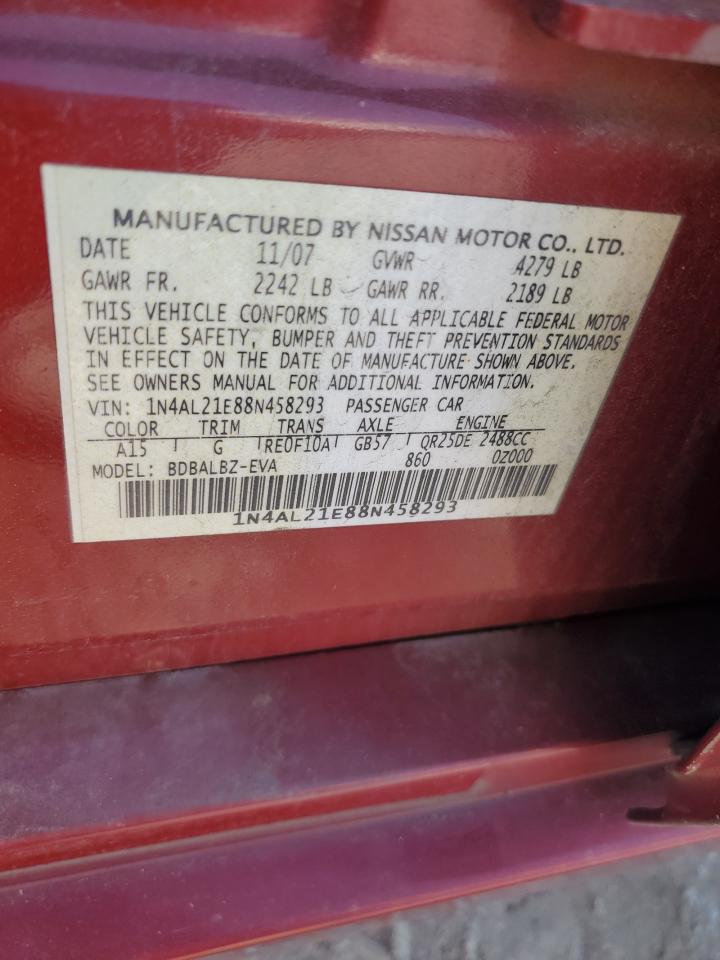 MANUFACTURED BY NISSAN MOTOR CO., LTD.
DATE 11/07 GVWR 4279 LB
GAWR FR. 2242 LB GAWR RR. 2189 LB
THIS VEHICLE CONFORMS TO ALL APPLICABLE FEDERAL MOTOR
VEHICLE SAFETY, BUMPER AND THEFT PREVENTION STANDARDS
IN EFFECT ON THE DATE OF MANUFACTURE SHOWN ABOVE.
SEE OWNERS MANUAL FOR ADDITIONAL INFORMATION.
VIN: 1N4AL21E88N458293 PASSENGER CAR
COLOR TRIM TRANS AXLE ENGINE
A15 G RE0F10A GB57 QR25DE 2488CC
MODEL: BDBALBZ-EVA 860 0Z000
1N4AL21E88N458293